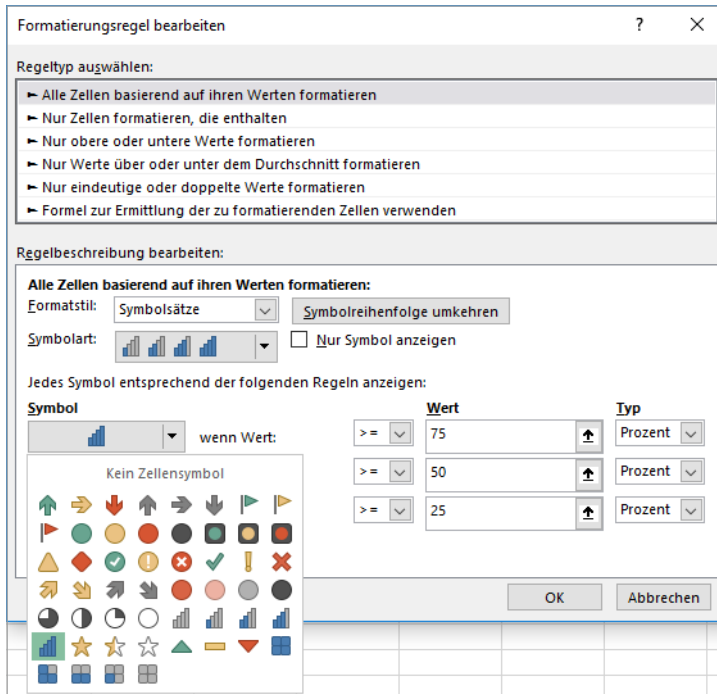 Formatierungsregel bearbeiten
Regeltyp auswählen:
► Alle Zellen basierend auf ihren Werten formatieren
► Nur Zellen formatieren, die enthalten
► Nur obere oder untere Werte formatieren
► Nur Werte über oder unter dem Durchschnitt formatieren
► Nur eindeutige oder doppelte Werte formatieren
► Formel zur Ermittlung der zu formatierenden Zellen verwenden
Regelbeschreibung bearbeiten:
Alle Zellen basierend auf ihren Werten formatieren:
Formatstil: Symbolsätze Symbolreihenfolge umkehren
Symbolart: Nur Symbol anzeigen
Jedes Symbol entsprechend der folgenden Regeln anzeigen:
Symbol Wert Typ
wenn Wert: >= 75 Prozent
Kein Zellensymbol
>= 50 Prozent
>= 25 Prozent
OK Abbrechen